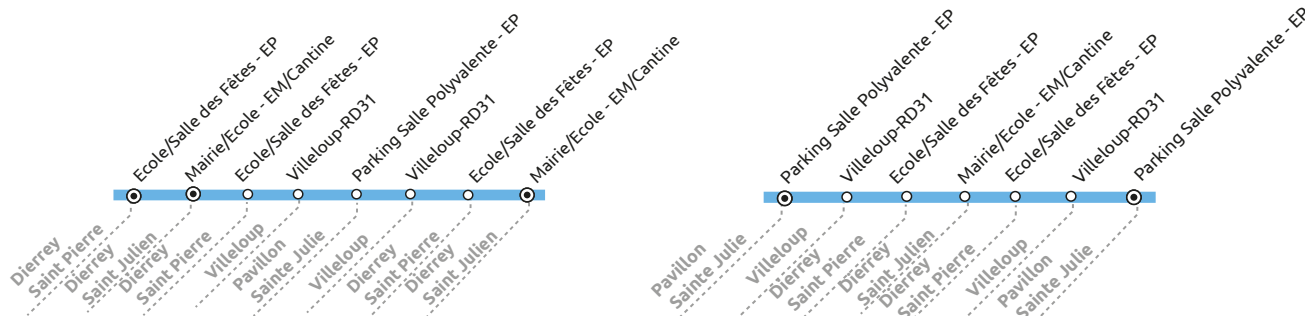 Ecole/Salle des Fêtes - EP
Mairie/Ecole - EM/Cantine
Ecole/Salle des Fêtes - EP
Villeloup-RD31
Parking Salle Polyvalente - EP
Villeloup-RD31
Ecole/Salle des Fêtes - EP
Mairie/Ecole - EM/Cantine
Dierrey
Saint Pierre
Dierrey
Saint Julien
Dierrey
Saint Pierre
Villeloup
Pavillon
Sainte Julie
Villeloup
Dierrey
Saint Pierre
Dierrey
Saint Julien
Parking Salle Polyvalente - EP
Villeloup-RD31
Ecole/Salle des Fêtes - EP
Mairie/Ecole - EM/Cantine
Ecole/Salle des Fêtes - EP
Villeloup-RD31
Parking Salle Polyvalente - EP
Pavillon
Sainte Julie
Villeloup
Dierrey
Saint Pierre
Dierrey
Saint Julien
Dierrey
Saint Pierre
Villeloup
Pavillon
Sainte Julie